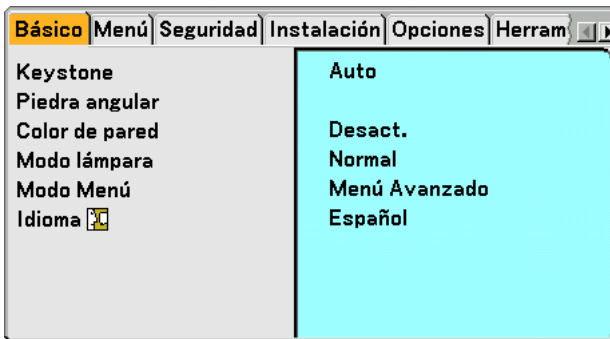 Básico Menú Seguridad Instalación Opciones Herram
Keystone Auto
Piedra angular
Color de pared Desact.
Modo lámpara Normal
Modo Menú Menú Avanzado
Idioma Español